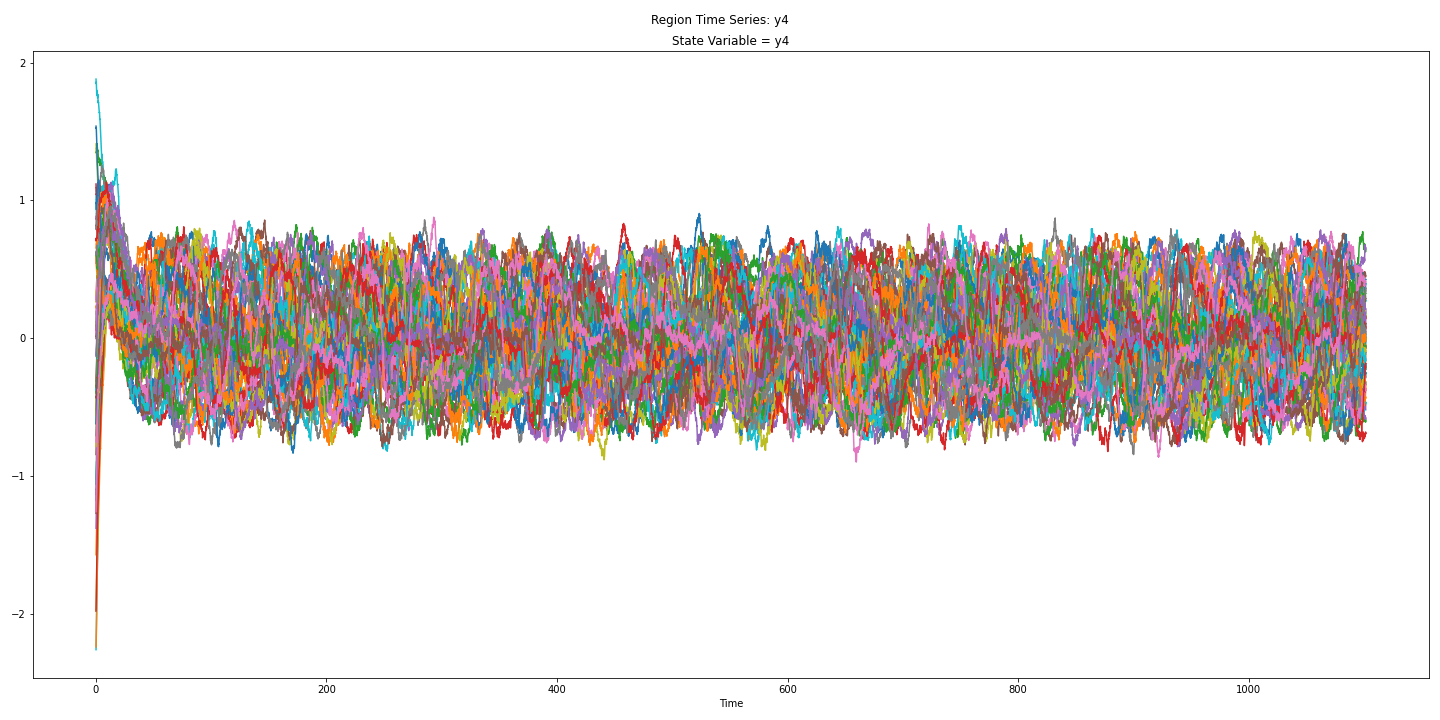 Region Time Series: y4
State Variable = y4
2
1
0
−1
−2
0 200 400 600 800 1000
Time